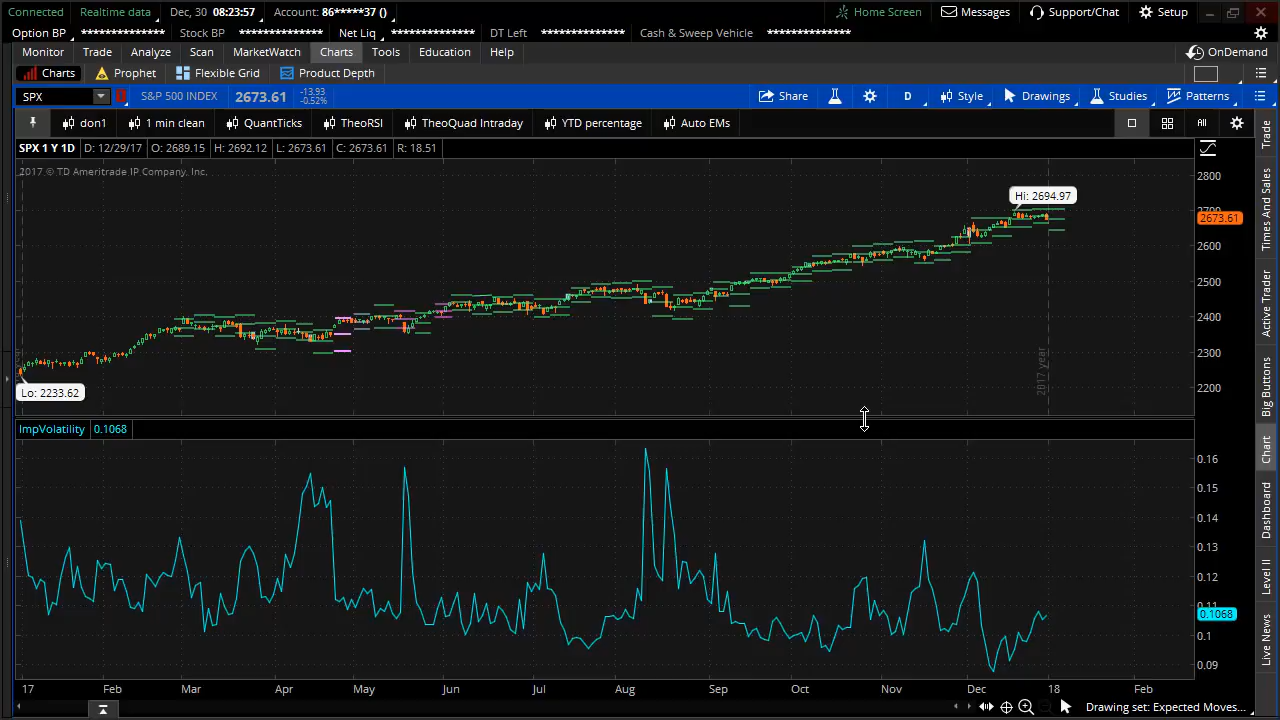 Connected Realtime data Dec, 30 08:23:57 Account: 86*****37 () Home Screen Messages Support/Chat Setup
Option BP ************** Stock BP ************** Net Liq ************** DT Left ************** Cash & Sweep Vehicle **************
Monitor Trade Analyze Scan MarketWatch Charts Tools Education Help OnDemand
Charts Prophet Flexible Grid Product Depth
SPX S&P 500 INDEX 2673.61 -13.93 -0.52% Share D Style Drawings Studies Patterns
don1 1 min clean QuantTicks TheoRSI TheoQuad Intraday YTD percentage Auto EMs All
SPX 1 Y 1D D: 12/29/17 O: 2689.15 H: 2692.12 L: 2673.61 C: 2673.61 R: 18.51
2017 © TD Ameritrade IP Company, Inc.
Hi: 2694.97
Lo: 2233.62
2017 year
2800
2700
2673.61
2600
2500
2400
2300
2200
ImpVolatility 0.1068
0.16
0.15
0.14
0.13
0.12
0.11
0.1068
0.1
0.09
17 Feb Mar Apr May Jun Jul Aug Sep Oct Nov Dec 18 Feb
Drawing set: Expected Moves...
Trade
Times And Sales
Active Trader
Big Buttons
Chart
Dashboard
Level II
Live News